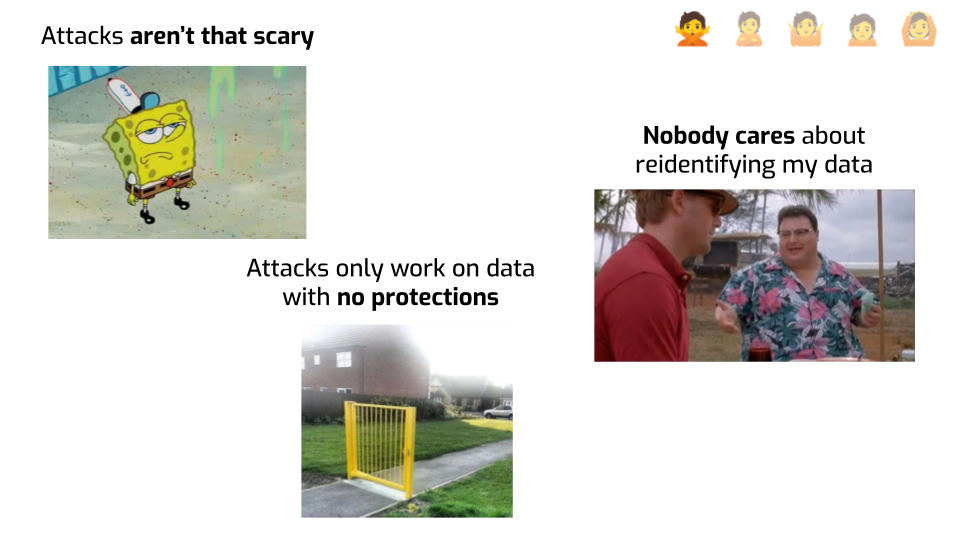 Attacks aren’t that scary
Nobody cares about
reidentifying my data
Attacks only work on data
with no protections